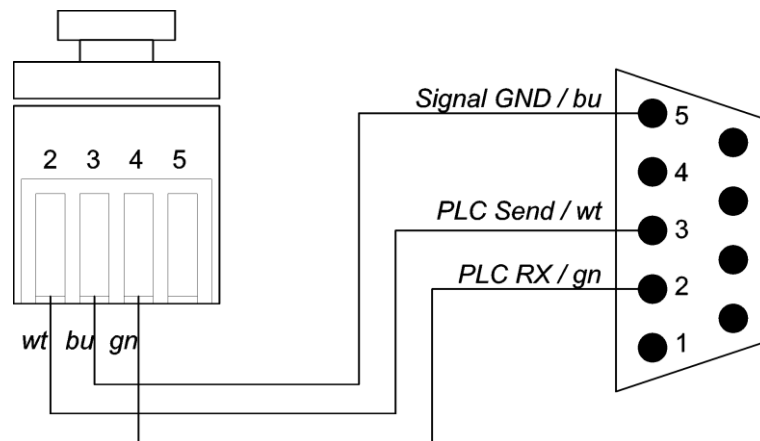 2 3 4 5
wt bu gn
Signal GND / bu
PLC Send / wt
PLC RX / gn
5
4
3
2
1